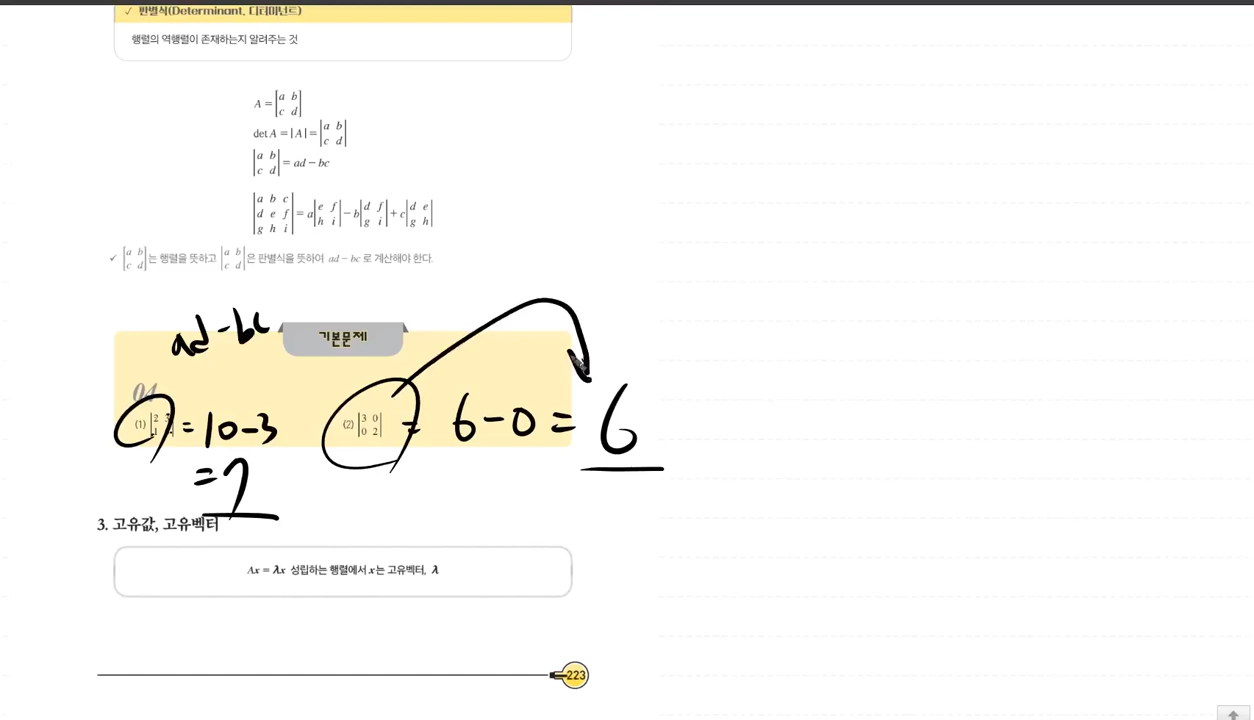 ✓ 판별식(Determinant, 디터미넌트)
행렬의 역행렬이 존재하는지 알려주는 것
A = |a b|
|c d|
det A = |A| = |a b|
|c d|
|a b| = ad − bc
|c d|
|a b c|
|d e f| = a|e f| − b|d f| + c|d e|
|g h i| |h i| |g i| |g h|
✓ [a b]는 행렬을 뜻하고 |a b|은 판별식을 뜻하여 ad − bc 로 계산해야 한다.
[c d] |c d|
ad - bc
기본문제
04
(1) |2 3| = 10 - 3
|1
= 7
(2) |3 0| = 6 - 0 = 6
|0 2|
3. 고유값, 고유벡터
Ax = λx 성립하는 행렬에서 x는 고유벡터, λ
223